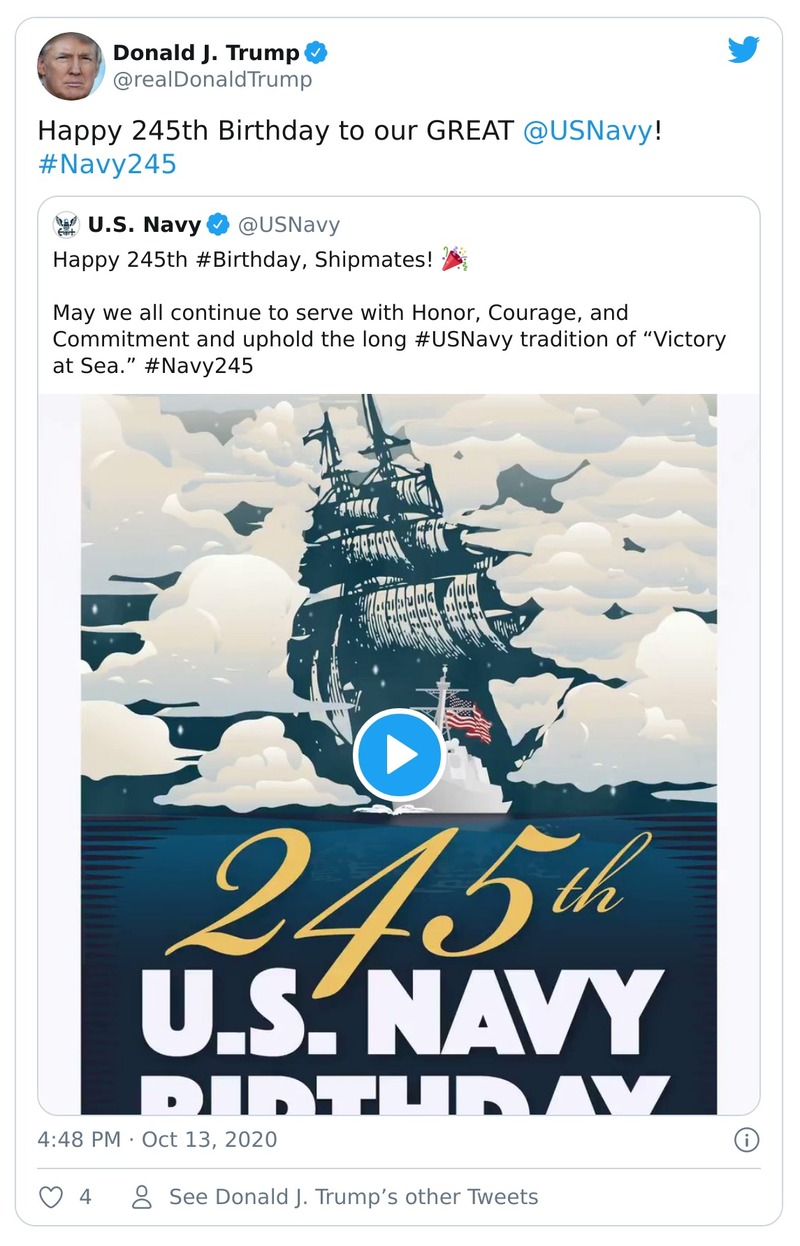 Donald J. Trump
@realDonaldTrump
Happy 245th Birthday to our GREAT @USNavy!
#Navy245
U.S. Navy @USNavy
Happy 245th #Birthday, Shipmates! 🎉
May we all continue to serve with Honor, Courage, and
Commitment and uphold the long #USNavy tradition of “Victory
at Sea.” #Navy245
245th
U.S. NAVY
BIRTHDAY
4:48 PM · Oct 13, 2020
4 See Donald J. Trump’s other Tweets